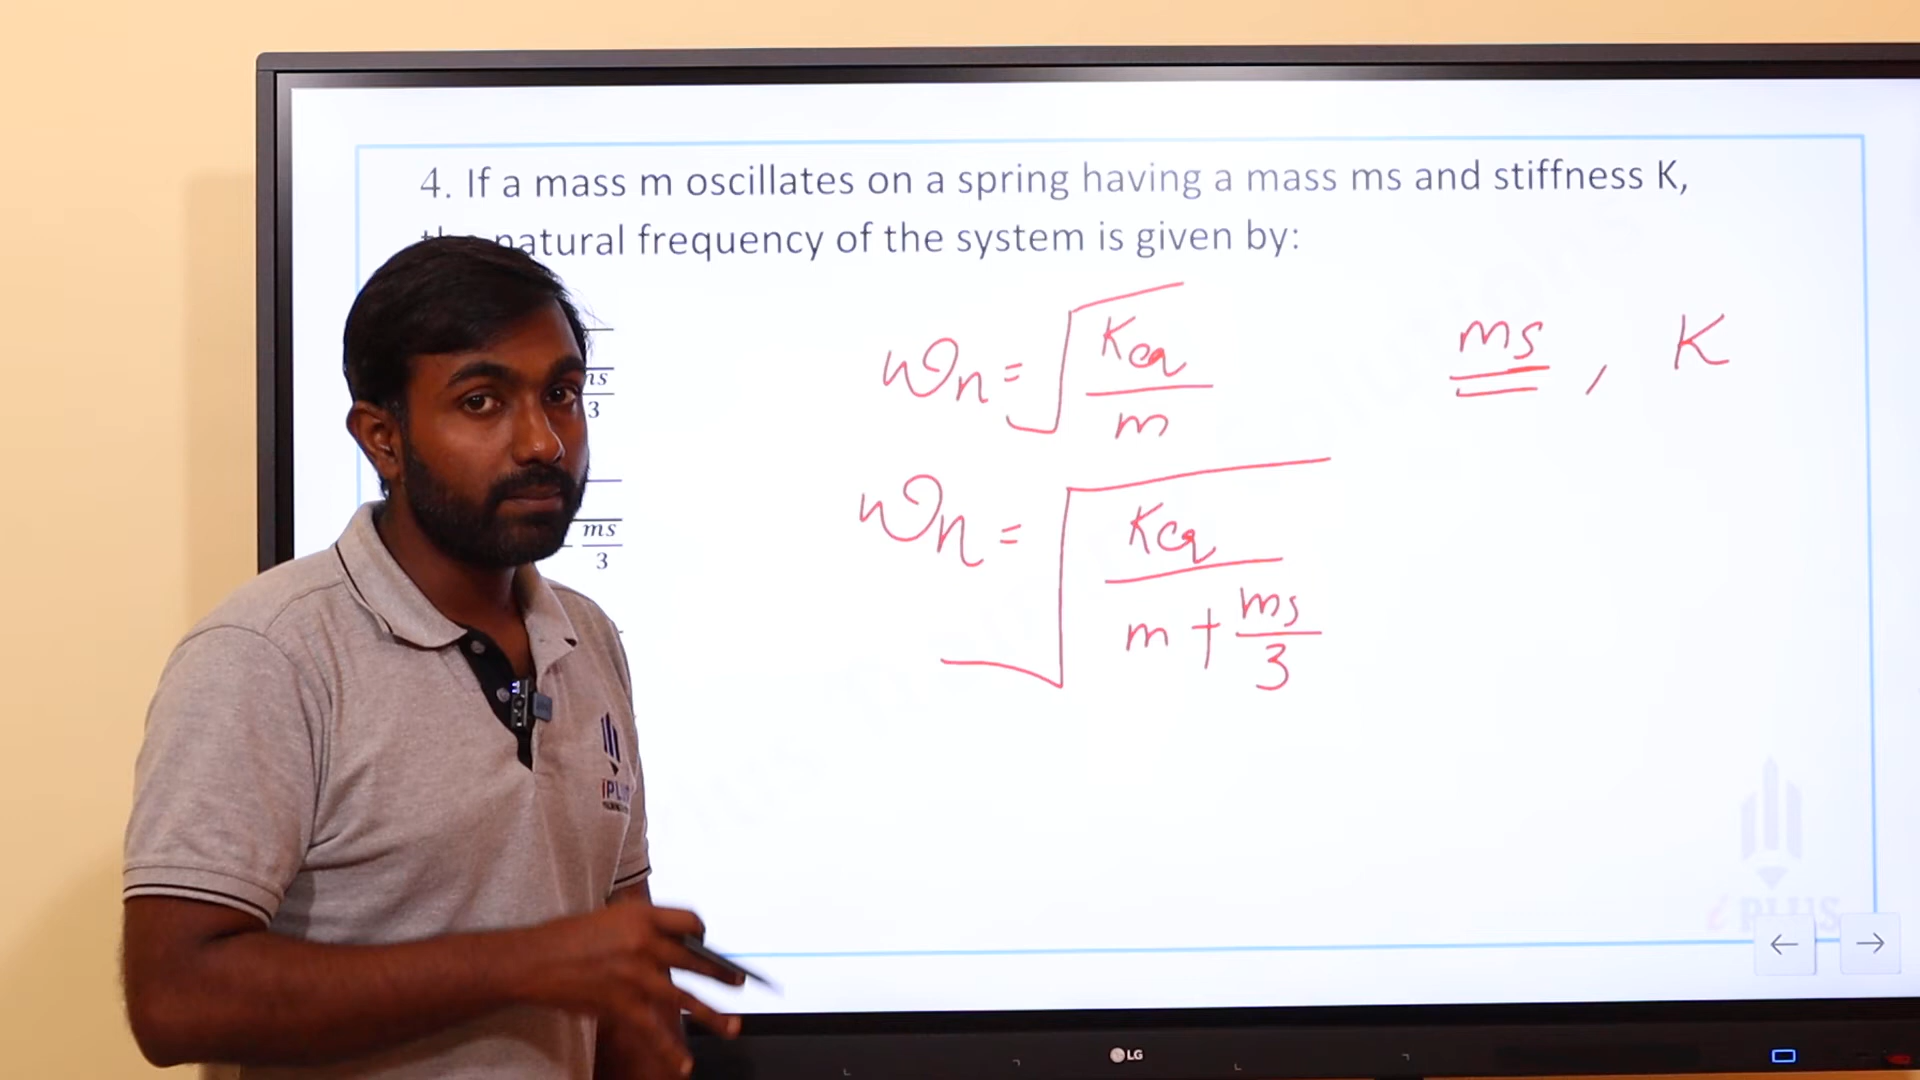 4. If a mass m oscillates on a spring having a mass ms and stiffness K,
natural frequency of the system is given by:
ωn = √(Keq/m)
ms, K
3
ωn = √(Keq/(m + ms/3))
ms/3
iPLUS
LG